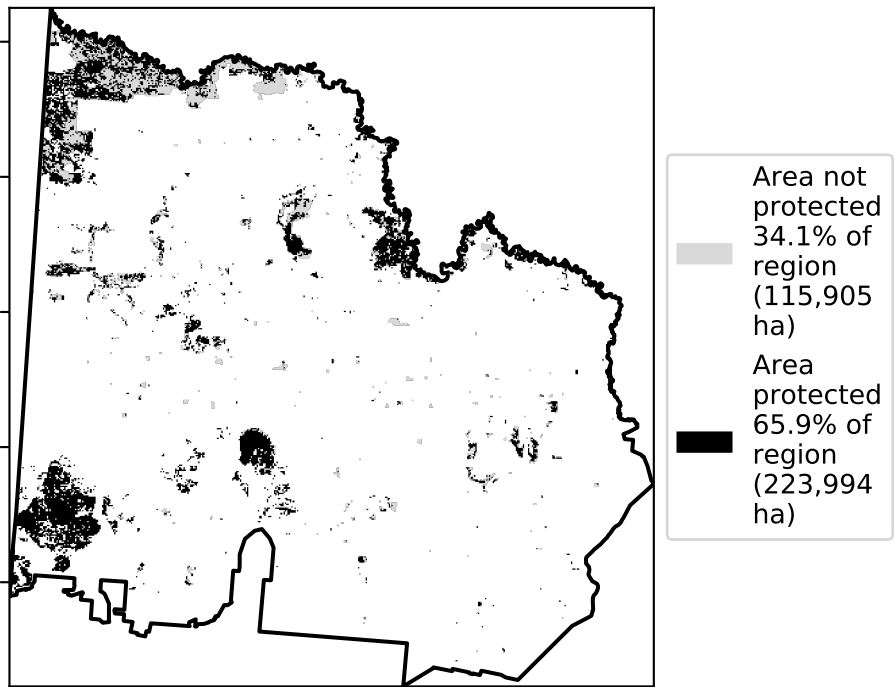 Area not
protected
34.1% of
region
(115,905
ha)
Area
protected
65.9% of
region
(223,994
ha)